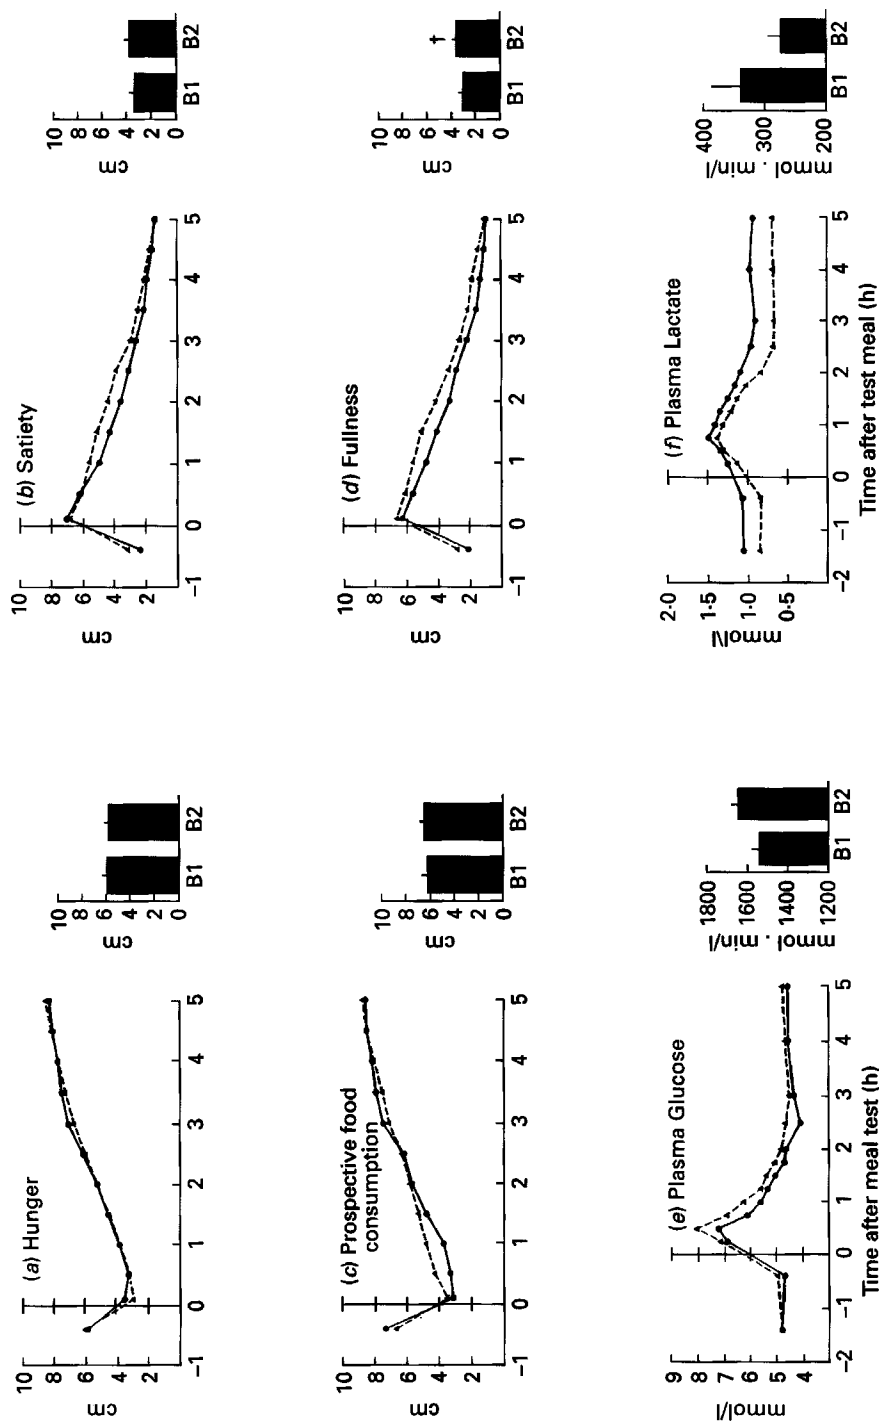 (a) Hunger
10
8
6
4
2
cm
−1 0 1 2 3 4 5
10
8
6
4
2
0
cm
B1 B2
(b) Satiety
10
8
6
4
2
cm
−1 0 1 2 3 4 5
10
8
6
4
2
0
cm
B1 B2
(c) Prospective food
consumption
10
8
6
4
2
cm
−1 0 1 2 3 4 5
10
8
6
4
2
0
cm
B1 B2
(d) Fullness
10
8
6
4
2
cm
−1 0 1 2 3 4 5
10
8
6
4
2
0
cm
†
B1 B2
(e) Plasma Glucose
9
8
7
6
5
4
mmol/l
−2 −1 0 1 2 3 4 5
Time after meal test (h)
1800
1600
1400
1200
mmol . min/l
B1 B2
(f) Plasma Lactate
2·0
1·5
1·0
0·5
mmol/l
−2 −1 0 1 2 3 4 5
Time after test meal (h)
400
300
200
mmol . min/l
B1 B2